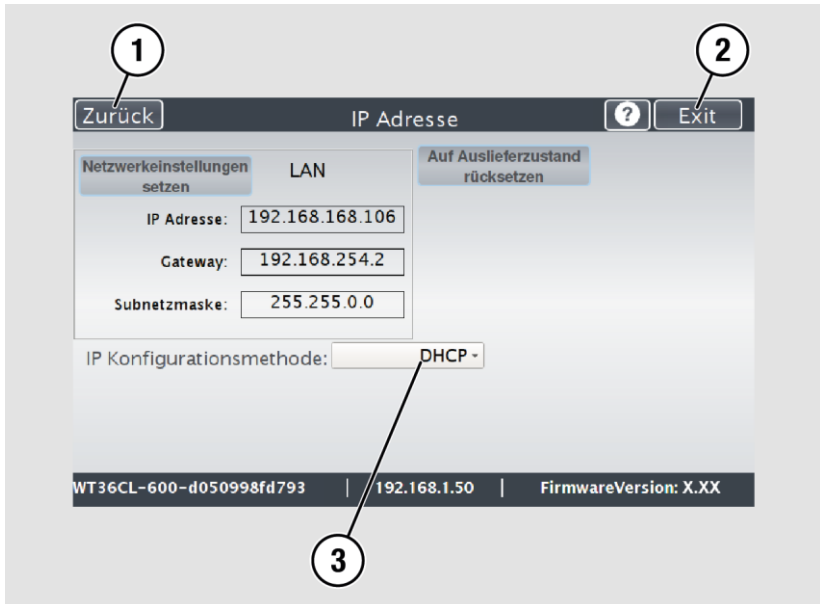 1
2
Zurück
IP Adresse
?
Exit
Netzwerkeinstellungen
setzen
LAN
Auf Auslieferzustand
rücksetzen
IP Adresse: 192.168.168.106
Gateway: 192.168.254.2
Subnetzmaske: 255.255.0.0
IP Konfigurationsmethode: DHCP
WT36CL-600-d050998fd793 | 192.168.1.50 | FirmwareVersion: X.XX
3